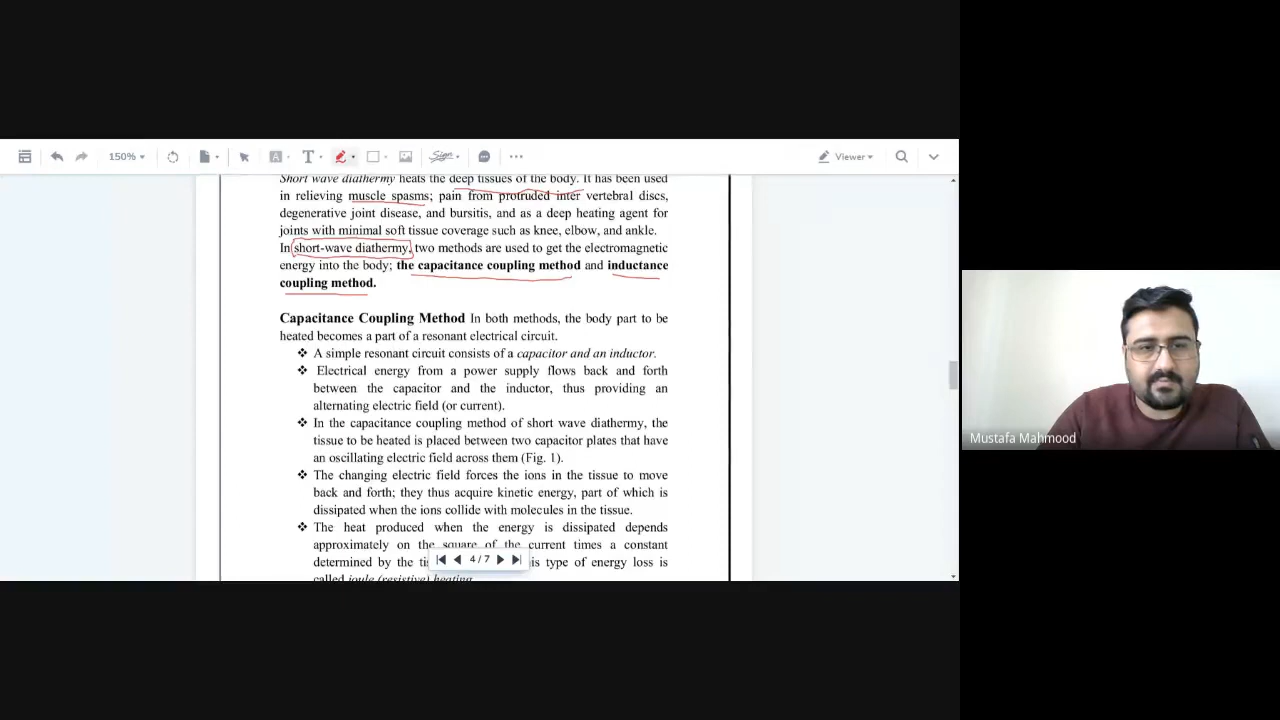 150%
A
T
Sign
Viewer
Short wave diathermy heats the deep tissues of the body. It has been used
in relieving muscle spasms; pain from protruded inter vertebral discs,
degenerative joint disease, and bursitis, and as a deep heating agent for
joints with minimal soft tissue coverage such as knee, elbow, and ankle.
In short-wave diathermy, two methods are used to get the electromagnetic
energy into the body; the capacitance coupling method and inductance
coupling method.
Capacitance Coupling Method In both methods, the body part to be
heated becomes a part of a resonant electrical circuit.
❖ A simple resonant circuit consists of a capacitor and an inductor.
❖ Electrical energy from a power supply flows back and forth
between the capacitor and the inductor, thus providing an
alternating electric field (or current).
❖ In the capacitance coupling method of short wave diathermy, the
tissue to be heated is placed between two capacitor plates that have
an oscillating electric field across them (Fig. 1).
❖ The changing electric field forces the ions in the tissue to move
back and forth; they thus acquire kinetic energy, part of which is
dissipated when the ions collide with molecules in the tissue.
❖ The heat produced when the energy is dissipated depends
approximately on the square of the current times a constant
determined by the type of energy loss is
called joule (resistive) heating
4 / 7
Mustafa Mahmood